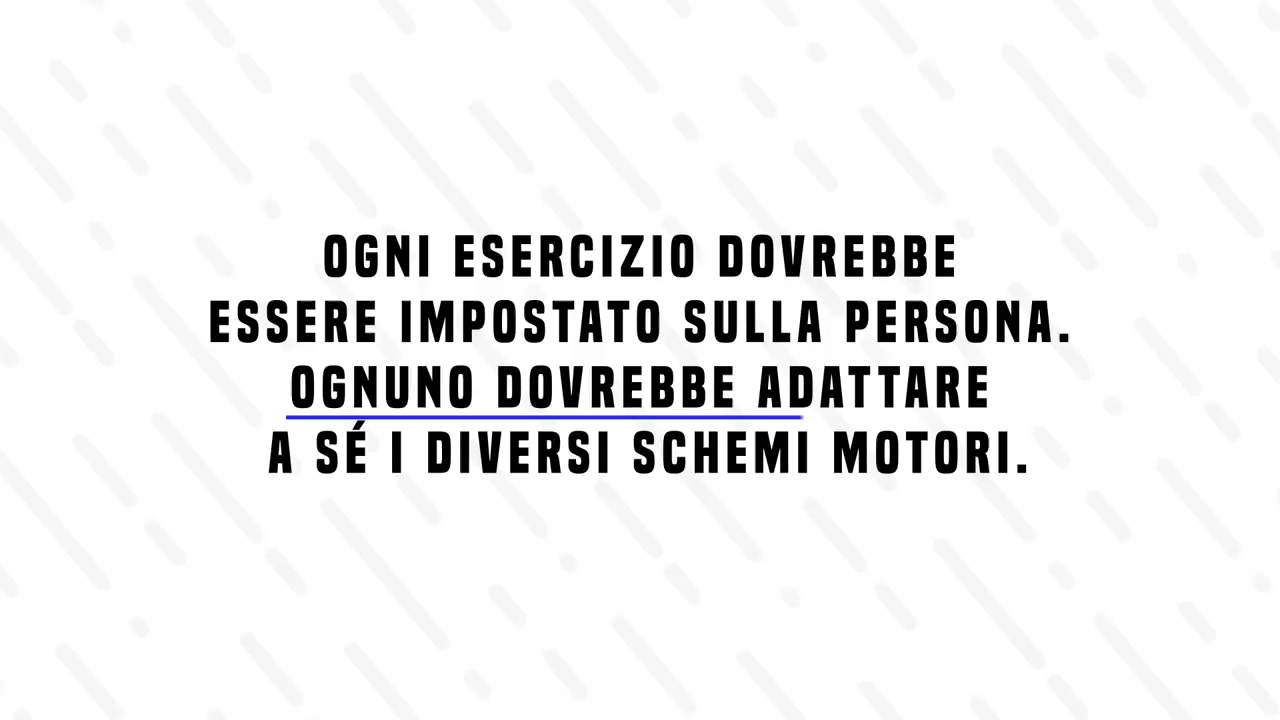 OGNI ESERCIZIO DOVREBBE
ESSERE IMPOSTATO SULLA PERSONA.
OGNUNO DOVREBBE ADATTARE
A SÉ I DIVERSI SCHEMI MOTORI.